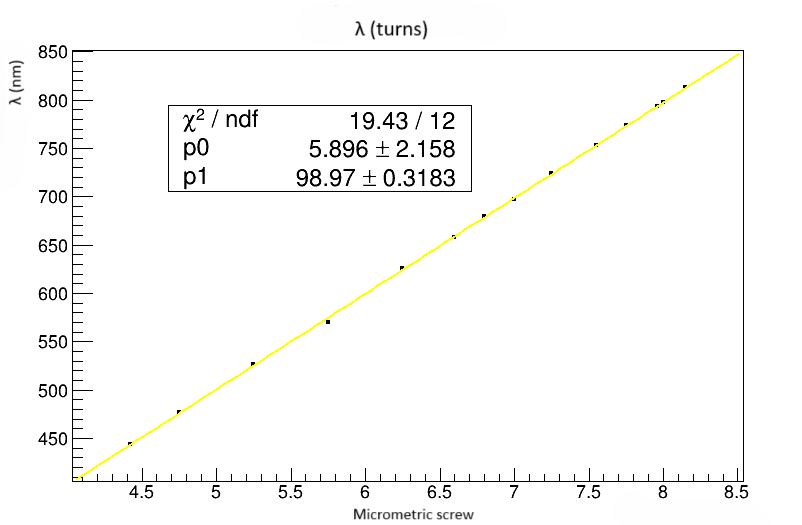 λ (turns)
λ (nm)
850
800
750
700
650
600
550
500
450
χ² / ndf 19.43 / 12
p0 5.896 ± 2.158
p1 98.97 ± 0.3183
4.5 5 5.5 6 6.5 7 7.5 8 8.5
Micrometric screw